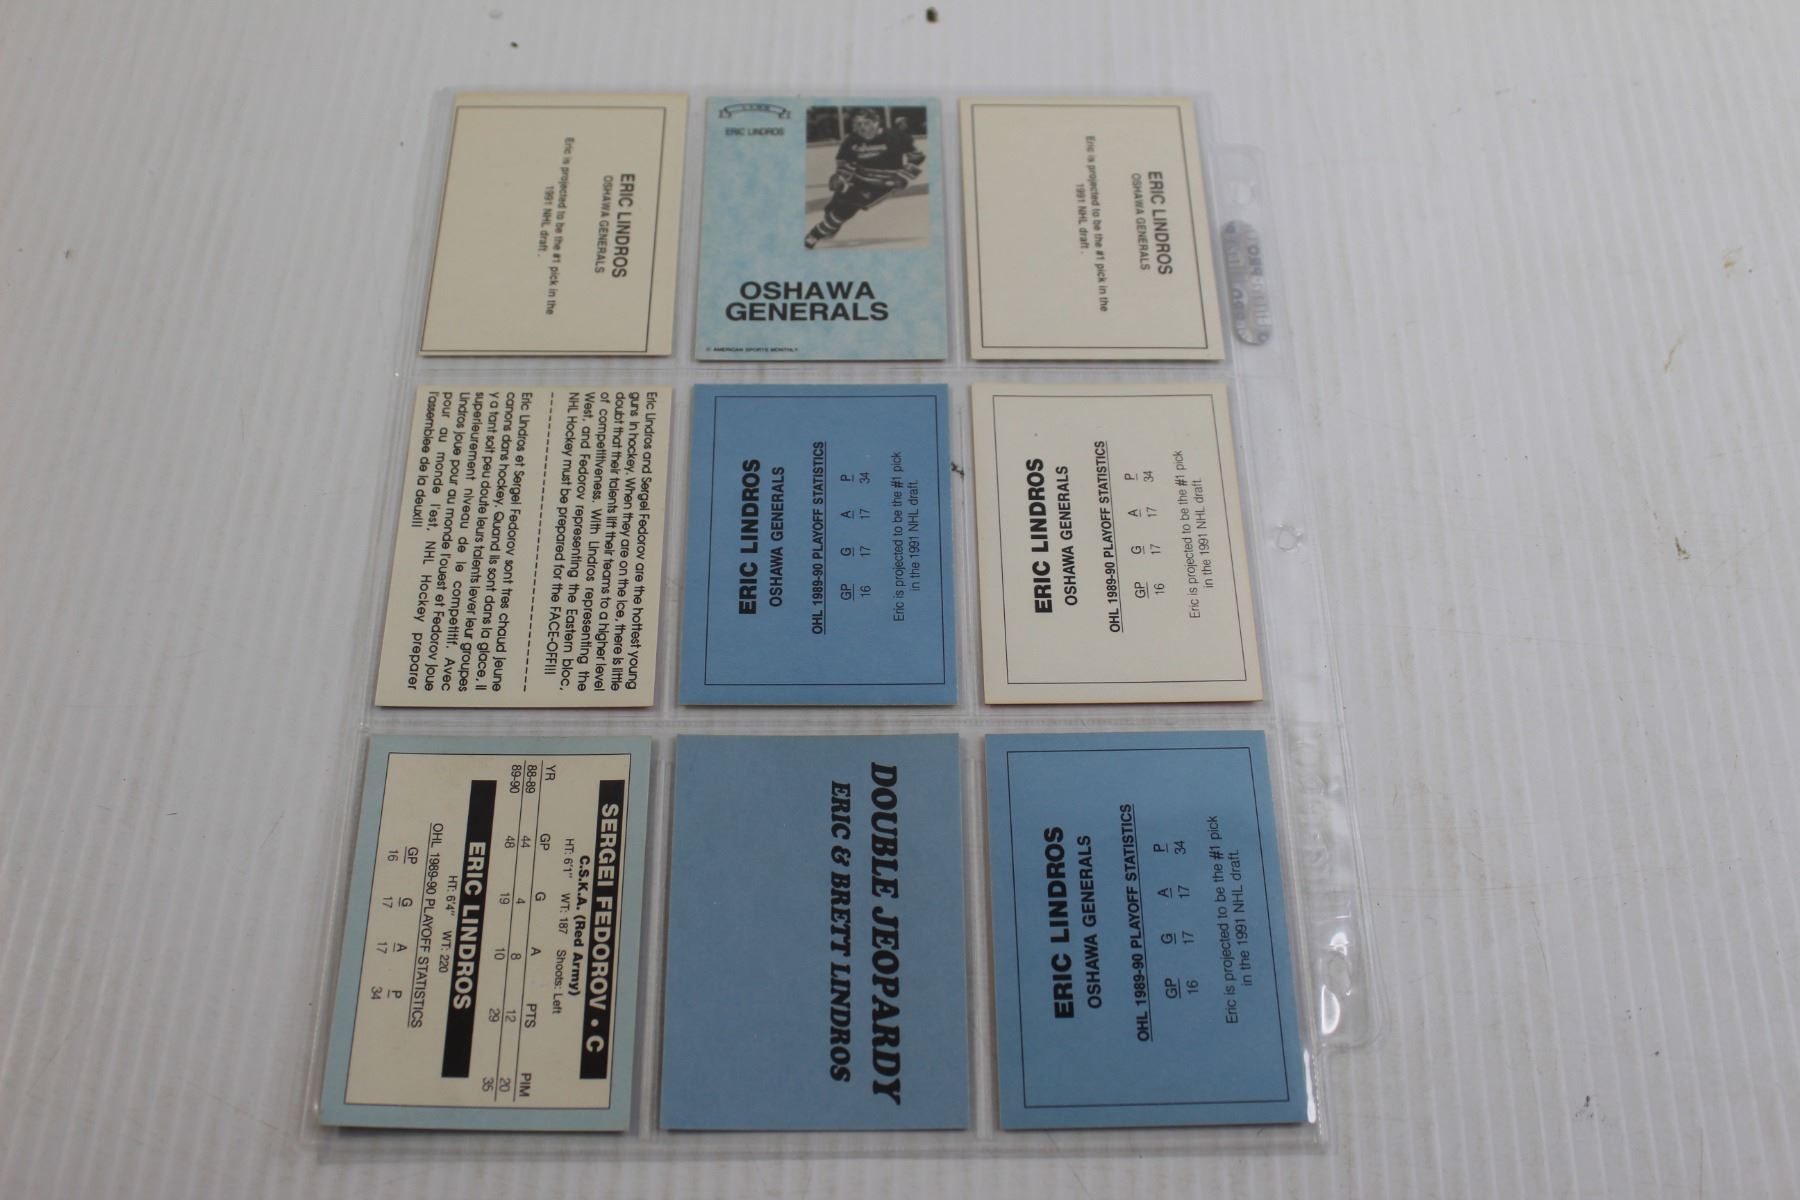 ERIC LINDROS
OSHAWA GENERALS
Eric is projected to be the #1 pick in the
1991 NHL draft.
ERIC LINDROS
OSHAWA
GENERALS
© AMERICAN SPORTS MONTHLY
ERIC LINDROS
OSHAWA GENERALS
Eric is projected to be the #1 pick in the
1991 NHL draft.
Eric Lindros and Sergei Fedorov are the hottest young
guns in hockey. When they are on the ice, there is little
doubt that their talents lift their teams to a higher level
of competitiveness. With Lindros representing the
West, and Fedorov representing the Eastern bloc,
NHL Hockey must be prepared for the FACE-OFF!!!
Eric Lindros et Sergei Fedorov sont tres chaud jeune
canons dans hockey. Quand ils sont dans la glace, il
y a tant soit peu doute leurs talents lever leur groupes
superieurement niveau de le competitif. Avec
Lindros joue pour au monde l'ouest et Fedorov joue
pour au monde l'est, NHL Hockey preparer
l'assemblee de la deux!!!
ERIC LINDROS
OSHAWA GENERALS
OHL 1989-90 PLAYOFF STATISTICS
GP G A P
16 17 17 34
Eric is projected to be the #1 pick
in the 1991 NHL draft.
ERIC LINDROS
OSHAWA GENERALS
OHL 1989-90 PLAYOFF STATISTICS
GP G A P
16 17 17 34
Eric is projected to be the #1 pick
in the 1991 NHL draft.
SERGEI FEDOROV • C
C.S.K.A. (Red Army)
HT: 6'1" WT: 187 Shoots: Left
YR GP G A PTS PIM
88-89 44 4 8 12 20
89-90 48 19 10 29 35
ERIC LINDROS
HT: 6'4" WT: 220
OHL 1989-90 PLAYOFF STATISTICS
GP G A P
16 17 17 34
DOUBLE JEOPARDY
ERIC & BRETT LINDROS
ERIC LINDROS
OSHAWA GENERALS
OHL 1989-90 PLAYOFF STATISTICS
GP G A P
16 17 17 34
Eric is projected to be the #1 pick
in the 1991 NHL draft.